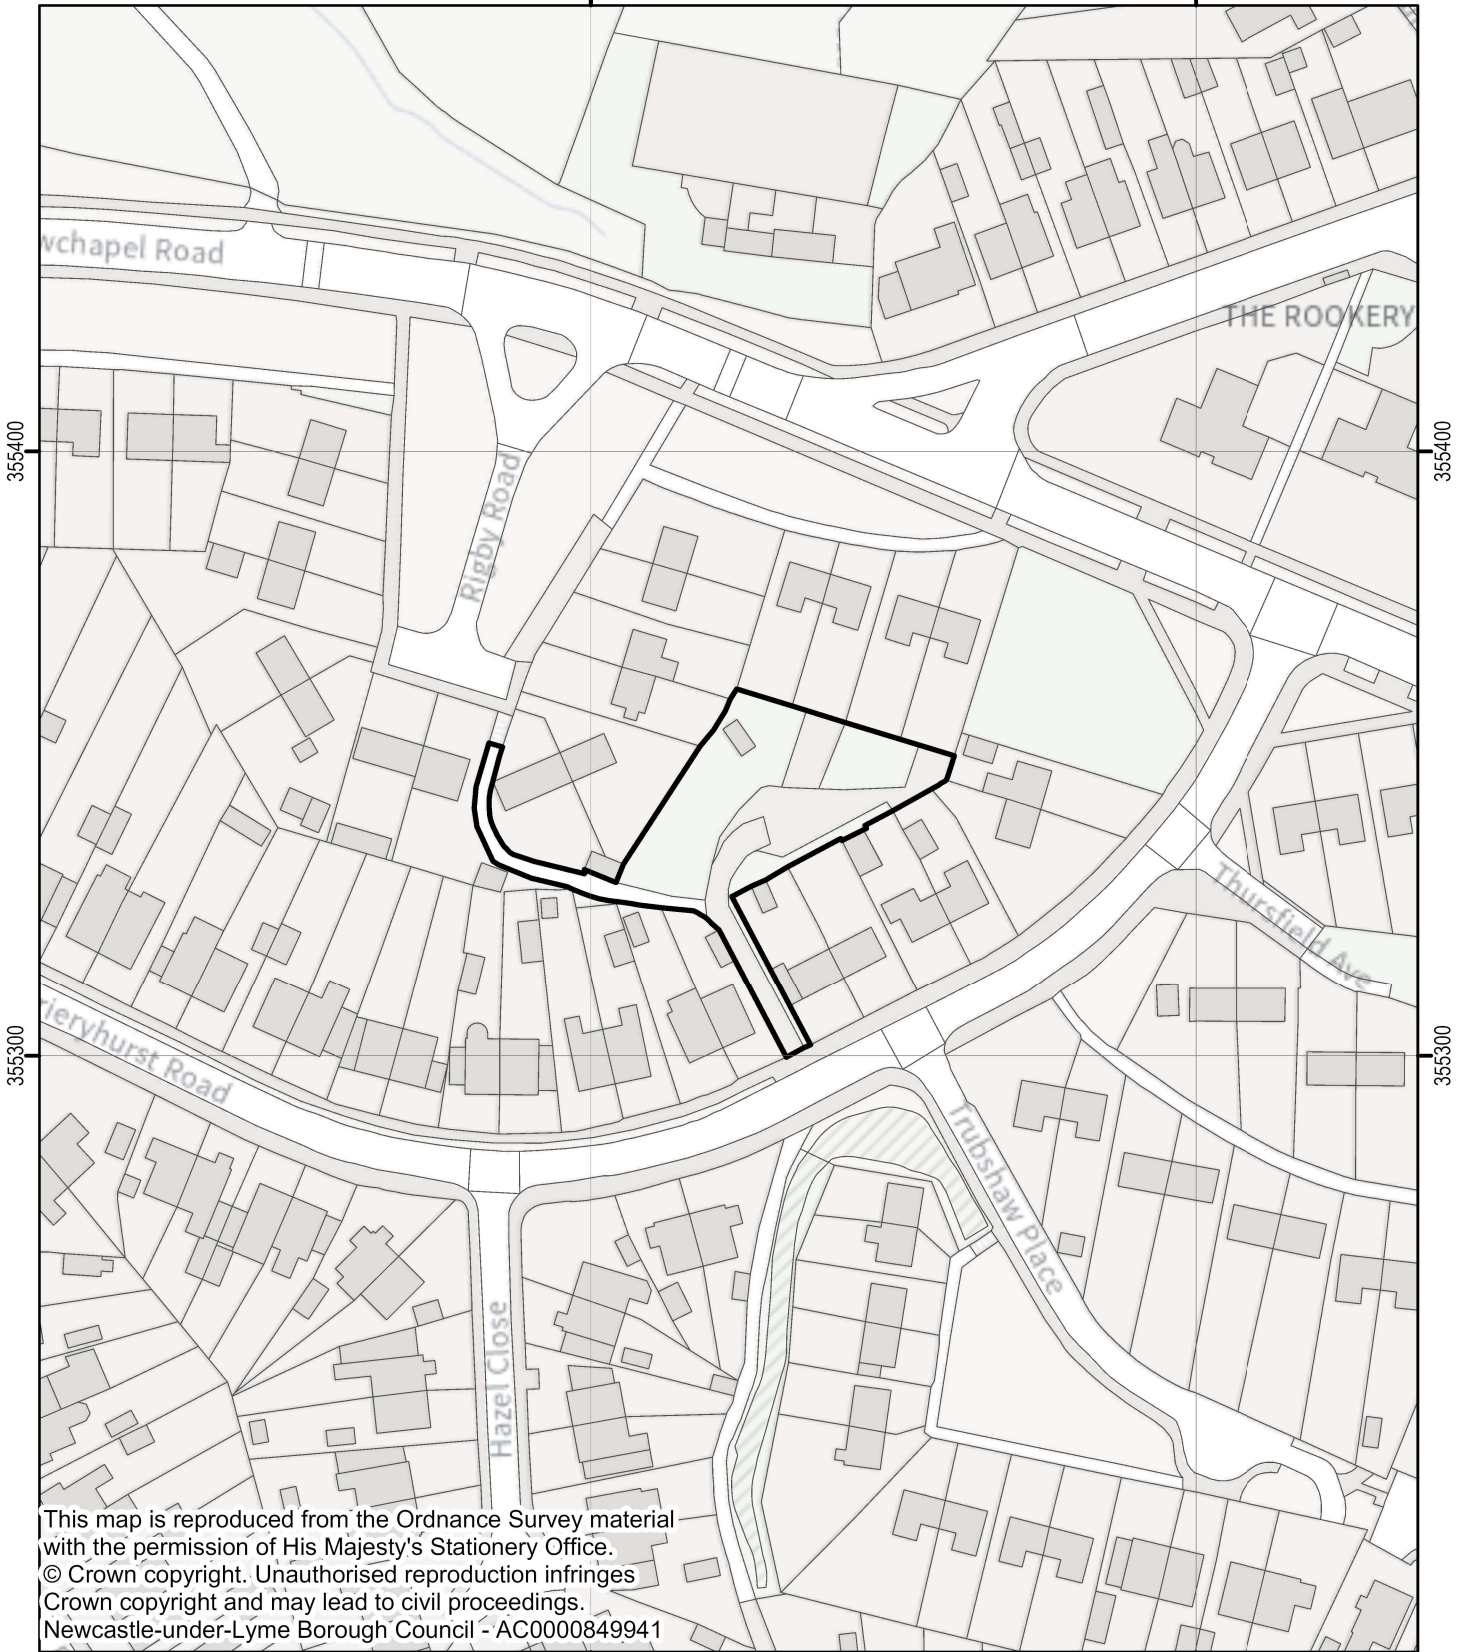 wchapel Road
THE ROOKERY
355400
355400
Rigby Road
Thursfield Ave
rieryhurst Road
355300
355300
Trubshaw Place
Hazel Close
This map is reproduced from the Ordnance Survey material
with the permission of His Majesty's Stationery Office.
© Crown copyright. Unauthorised reproduction infringes
Crown copyright and may lead to civil proceedings.
Newcastle-under-Lyme Borough Council - AC0000849941